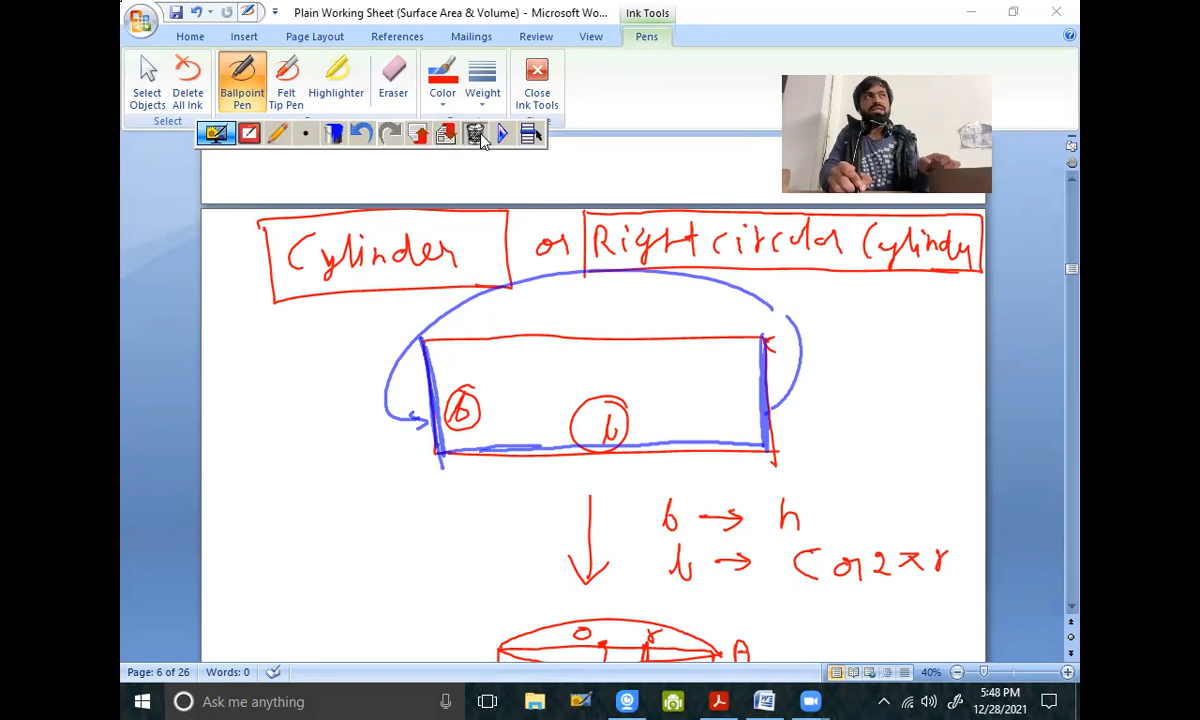 Plain Working Sheet (Surface Area & Volume) - Microsoft Wo...
Ink Tools
Home Insert Page Layout References Mailings Review View Pens
Select Objects
Delete All Ink
Ballpoint Pen
Felt Tip Pen
Highlighter
Eraser
Color
Weight
Close Ink Tools
Select
Cylinder or Right circular Cylinder
b
l
b → h
l → C or 2πr
O r A
Page: 6 of 26 Words: 0 40%
Ask me anything
5:48 PM
12/28/2021